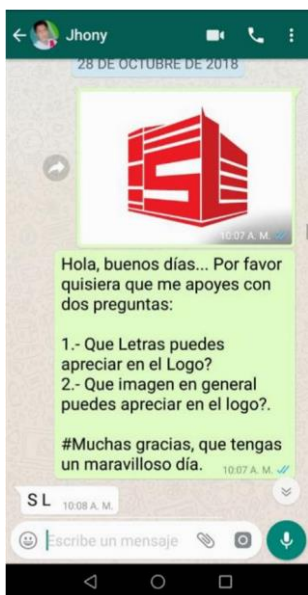 Jhony
28 DE OCTUBRE DE 2018
SL
10:07 A. M.
Hola, buenos días... Por favor
quisiera que me apoyes con
dos preguntas:
1.- Que Letras puedes
apreciar en el Logo?
2.- Que imagen en general
puedes apreciar en el logo?.
#Muchas gracias, que tengas
un maravilloso día. 10:07 A. M.
S L 10:08 A. M.
Escribe un mensaje